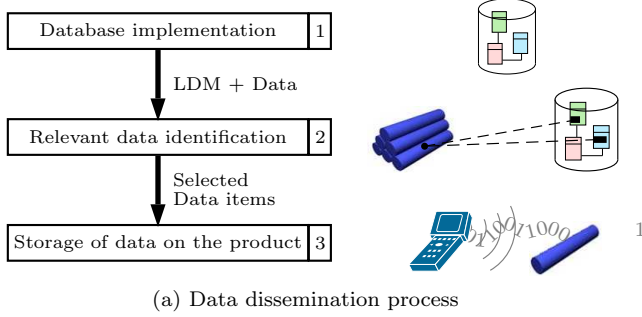 Database implementation 1
LDM + Data
Relevant data identification 2
Selected
Data items
Storage of data on the product 3
1
(a) Data dissemination process